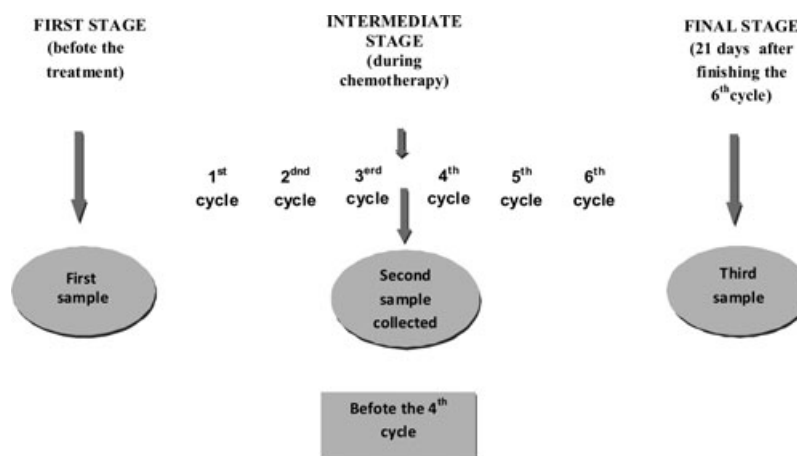 FIRST STAGE
(befote the
treatment)
INTERMEDIATE
STAGE
(during
chemotherapy)
FINAL STAGE
(21 days after
finishing the
6th cycle)
1st
cycle
2dnd
cycle
3erd
cycle
4th
cycle
5th
cycle
6th
cycle
First
sample
Second
sample
collected
Third
sample
Befote the 4th
cycle